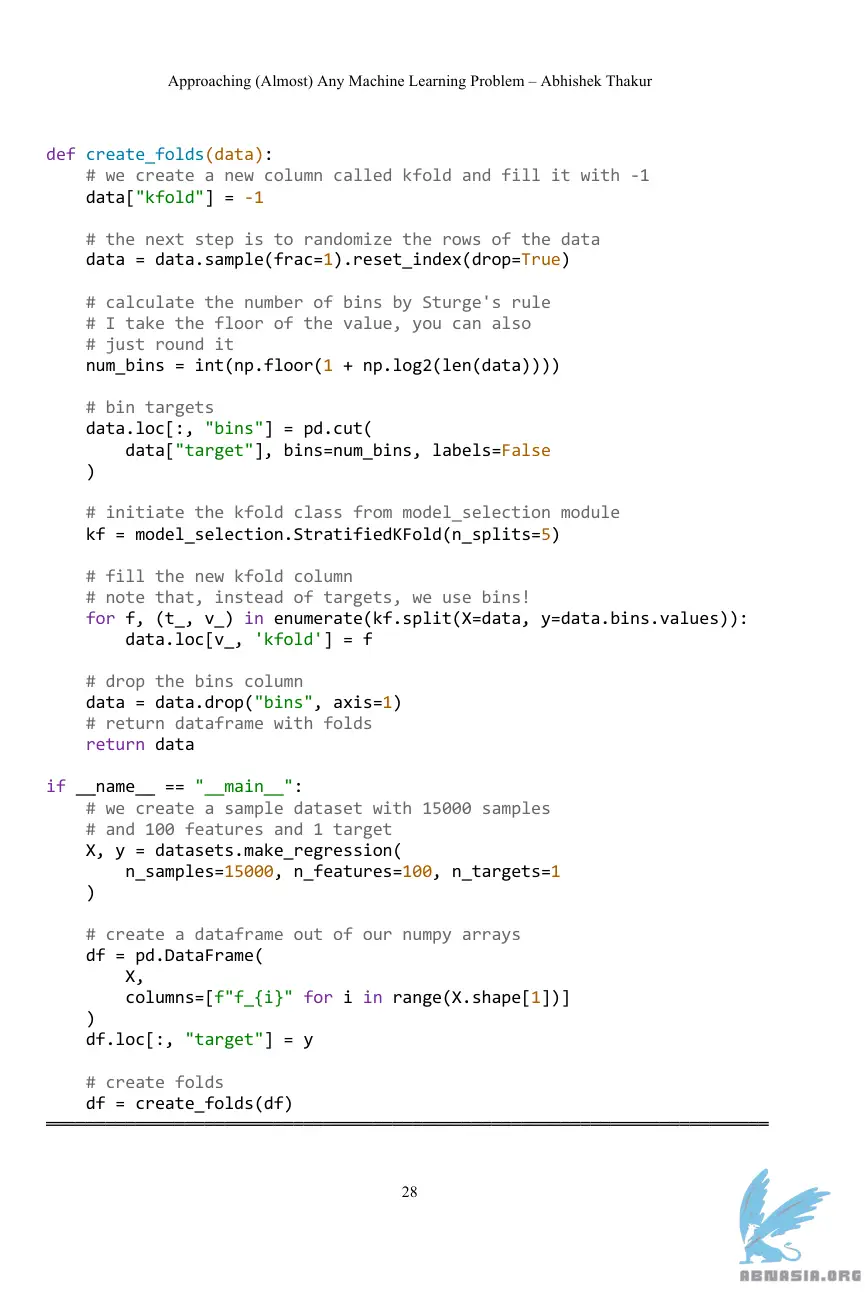 Approaching (Almost) Any Machine Learning Problem – Abhishek Thakur
def create_folds(data):
    # we create a new column called kfold and fill it with -1
    data["kfold"] = -1
    # the next step is to randomize the rows of the data
    data = data.sample(frac=1).reset_index(drop=True)
    # calculate the number of bins by Sturge's rule
    # I take the floor of the value, you can also
    # just round it
    num_bins = int(np.floor(1 + np.log2(len(data))))
    # bin targets
    data.loc[:, "bins"] = pd.cut(
        data["target"], bins=num_bins, labels=False
    )
    # initiate the kfold class from model_selection module
    kf = model_selection.StratifiedKFold(n_splits=5)
    # fill the new kfold column
    # note that, instead of targets, we use bins!
    for f, (t_, v_) in enumerate(kf.split(X=data, y=data.bins.values)):
        data.loc[v_, 'kfold'] = f
    # drop the bins column
    data = data.drop("bins", axis=1)
    # return dataframe with folds
    return data
if __name__ == "__main__":
    # we create a sample dataset with 15000 samples
    # and 100 features and 1 target
    X, y = datasets.make_regression(
        n_samples=15000, n_features=100, n_targets=1
    )
    # create a dataframe out of our numpy arrays
    df = pd.DataFrame(
        X,
        columns=[f"f_{i}" for i in range(X.shape[1])]
    )
    df.loc[:, "target"] = y
    # create folds
    df = create_folds(df)
28
ABNASIA.ORG